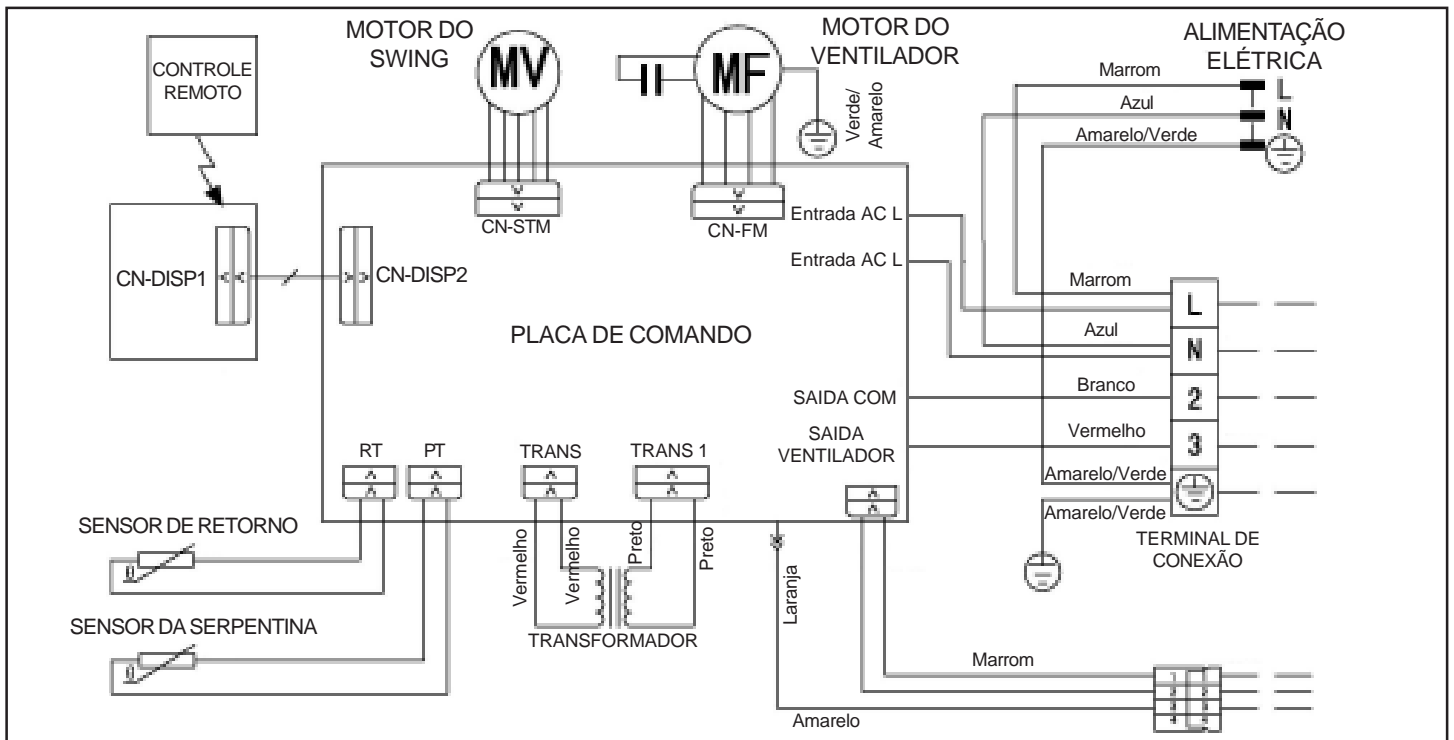 MOTOR DO
SWING
MOTOR DO
VENTILADOR
ALIMENTAÇÃO
ELÉTRICA
CONTROLE
REMOTO
MV
MF
Verde/
Amarelo
Marrom
L
Azul
N
Amarelo/Verde
CN-STM
CN-FM
Entrada AC L
Entrada AC L
CN-DISP1
CN-DISP2
PLACA DE COMANDO
Marrom
L
Azul
N
SAIDA COM
Branco
2
SAIDA
VENTILADOR
Vermelho
3
Amarelo/Verde
Amarelo/Verde
TERMINAL DE
CONEXÃO
RT
PT
TRANS
TRANS 1
SENSOR DE RETORNO
Vermelho
Vermelho
Preto
Preto
Laranja
SENSOR DA SERPENTINA
TRANSFORMADOR
Marrom
Amarelo